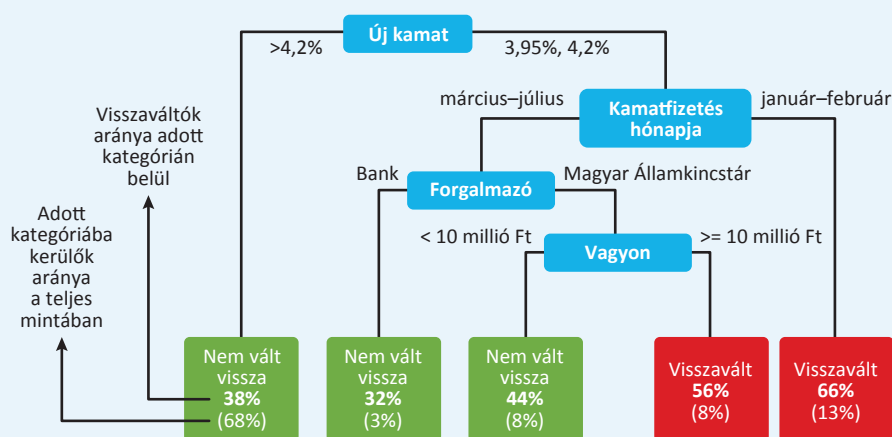 Új kamat
>4,2%
3,95%, 4,2%
március–július
Kamatfizetés
hónapja
január–február
Visszaváltók
aránya adott
kategórián
belül
Bank
Forgalmazó
Magyar Államkincstár
Adott
kategóriába
kerülők
aránya
a teljes
mintában
< 10 millió Ft
Vagyon
>= 10 millió Ft
Nem vált
vissza
38%
(68%)
Nem vált
vissza
32%
(3%)
Nem vált
vissza
44%
(8%)
Visszavált
56%
(8%)
Visszavált
66%
(13%)